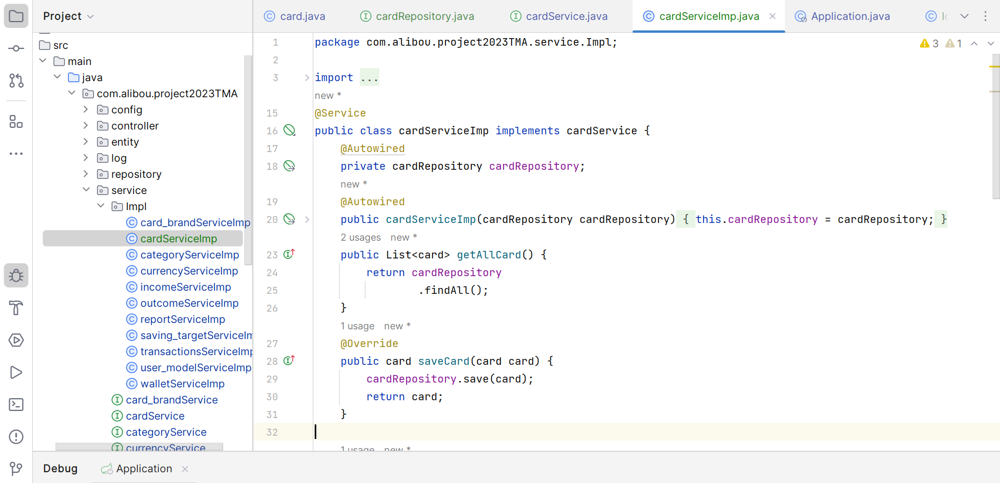 Project
card.java
cardRepository.java
cardService.java
cardServiceImp.java
Application.java
src
main
java
com.alibou.project2023TMA
config
controller
entity
log
repository
service
Impl
card_brandServiceImp
cardServiceImp
categoryServiceImp
currencyServiceImp
incomeServiceImp
outcomeServiceImp
reportServiceImp
saving_targetServiceIm
transactionsServiceImp
user_modelServiceImp
walletServiceImp
card_brandService
cardService
categoryService
currencyService
3 1
1 package com.alibou.project2023TMA.service.Impl;
2
3 import ...
new *
15 @Service
16 public class cardServiceImp implements cardService {
17 @Autowired
18 private cardRepository cardRepository;
new *
19 @Autowired
20 public cardServiceImp(cardRepository cardRepository) { this.cardRepository = cardRepository; }
2 usages new *
23 public List<card> getAllCard() {
24 return cardRepository
25 .findAll();
26 }
1 usage new *
27 @Override
28 public card saveCard(card card) {
29 cardRepository.save(card);
30 return card;
31 }
32
1 usage new *
Debug
Application